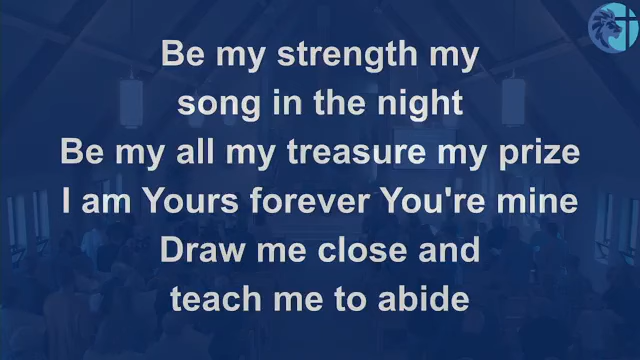 Be my strength my
song in the night
Be my all my treasure my prize
I am Yours forever You're mine
Draw me close and
teach me to abide